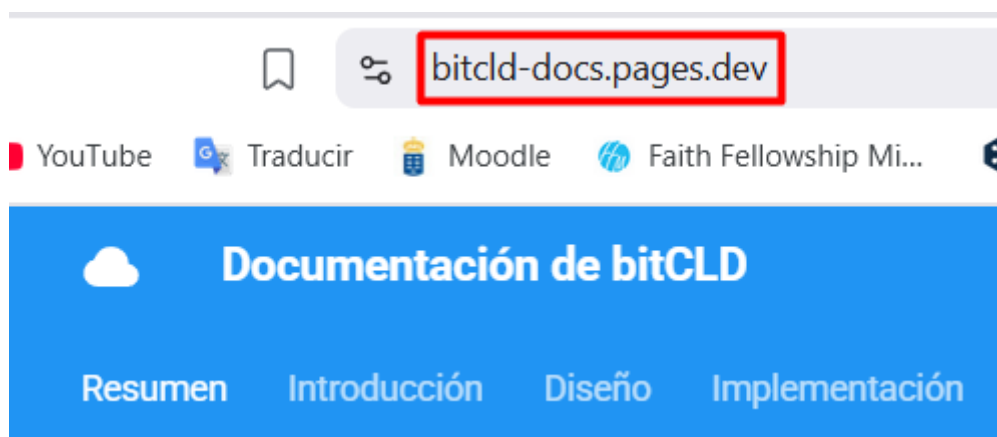 bitcld-docs.pages.dev
YouTube Traducir Moodle Faith Fellowship Mi...
Documentación de bitCLD
Resumen Introducción Diseño Implementación